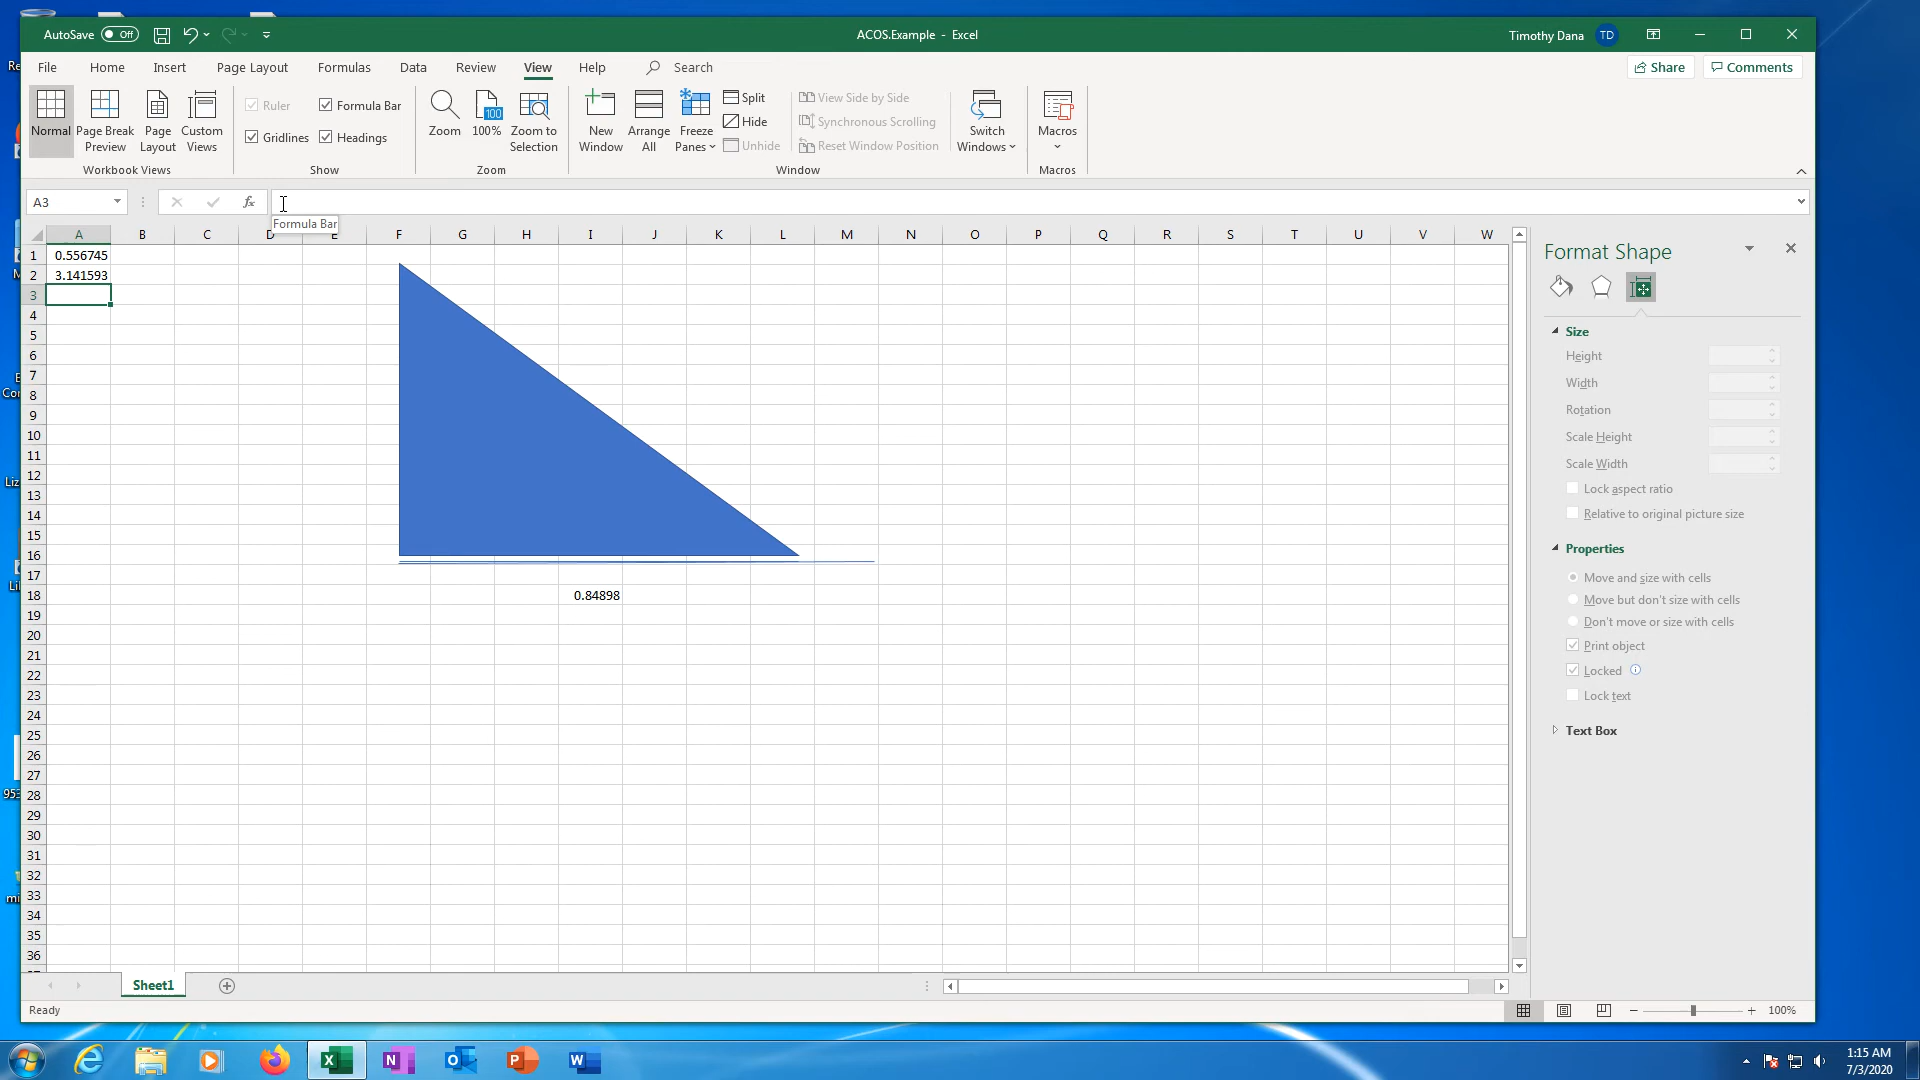 AutoSave Off
ACOS.Example - Excel
Timothy Dana TD
File Home Insert Page Layout Formulas Data Review View Help Search
Share Comments
Normal
Page Break Preview
Page Layout
Custom Views
Workbook Views
Ruler Formula Bar
Gridlines Headings
Show
Zoom
100
100%
Zoom to Selection
Zoom
New Window
Arrange All
Freeze Panes
Split
Hide
Unhide
View Side by Side
Synchronous Scrolling
Reset Window Position
Window
Switch Windows
Macros
Macros
A3 fx
Formula Bar
A B C D E F G H I J K L M N O P Q R S T U V W
1 0.556745
2 3.141593
3
4
5
6
7
8
9
10
11
12
13
14
15
16
17
18 0.84898
19
20
21
22
23
24
25
26
27
28
29
30
31
32
33
34
35
36
Format Shape
Size
Height
Width
Rotation
Scale Height
Scale Width
Lock aspect ratio
Relative to original picture size
Properties
Move and size with cells
Move but don't size with cells
Don't move or size with cells
Print object
Locked
Lock text
Text Box
Sheet1
Ready
100%
1:15 AM
7/3/2020